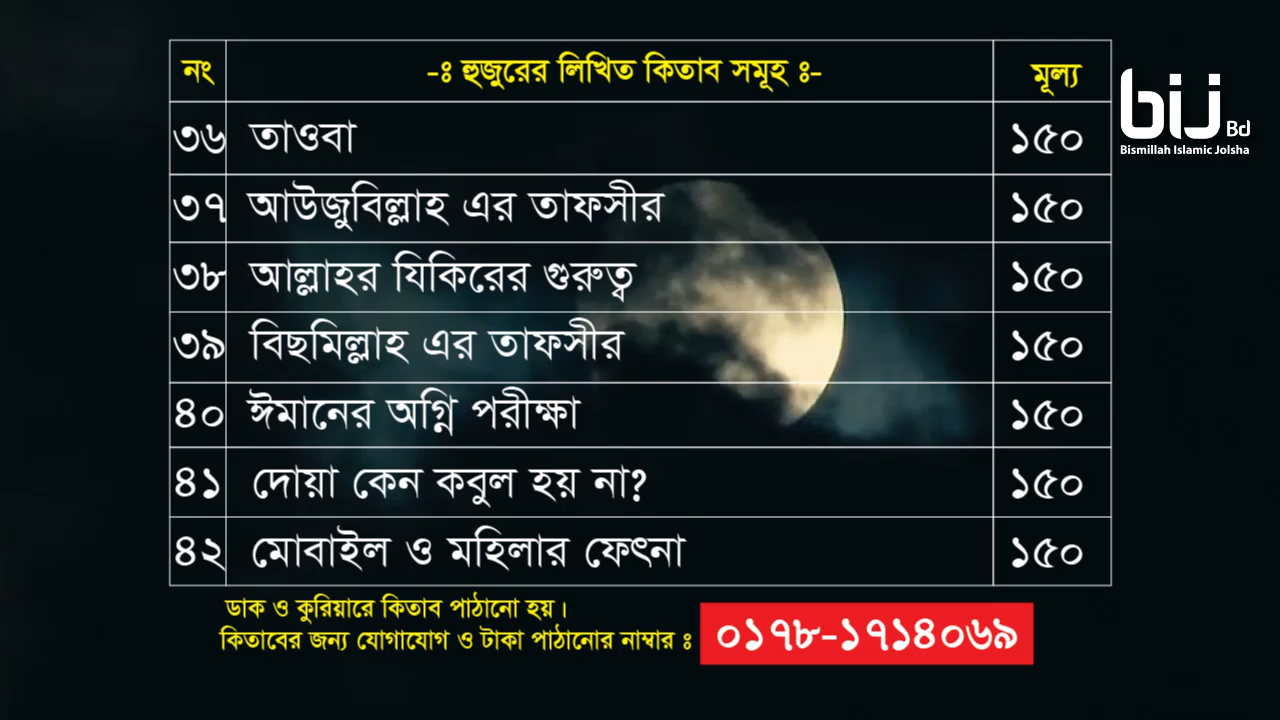 নং -ঃ হুজুরের লিখিত কিতাব সমূহ ঃ- মূল্য
৩৬ তাওবা ১৫০
৩৭ আউজুবিল্লাহ এর তাফসীর ১৫০
৩৮ আল্লাহর যিকিরের গুরুত্ব ১৫০
৩৯ বিছমিল্লাহ এর তাফসীর ১৫০
৪০ ঈমানের অগ্নি পরীক্ষা ১৫০
৪১ দোয়া কেন কবুল হয় না? ১৫০
৪২ মোবাইল ও মহিলার ফেৎনা ১৫০
ডাক ও কুরিয়ারে কিতাব পাঠানো হয়।
কিতাবের জন্য যোগাযোগ ও টাকা পাঠানোর নাম্বার ঃ ০১৭৮-১৭১৪০৬৯
bij Bd
Bismillah Islamic Jolsha